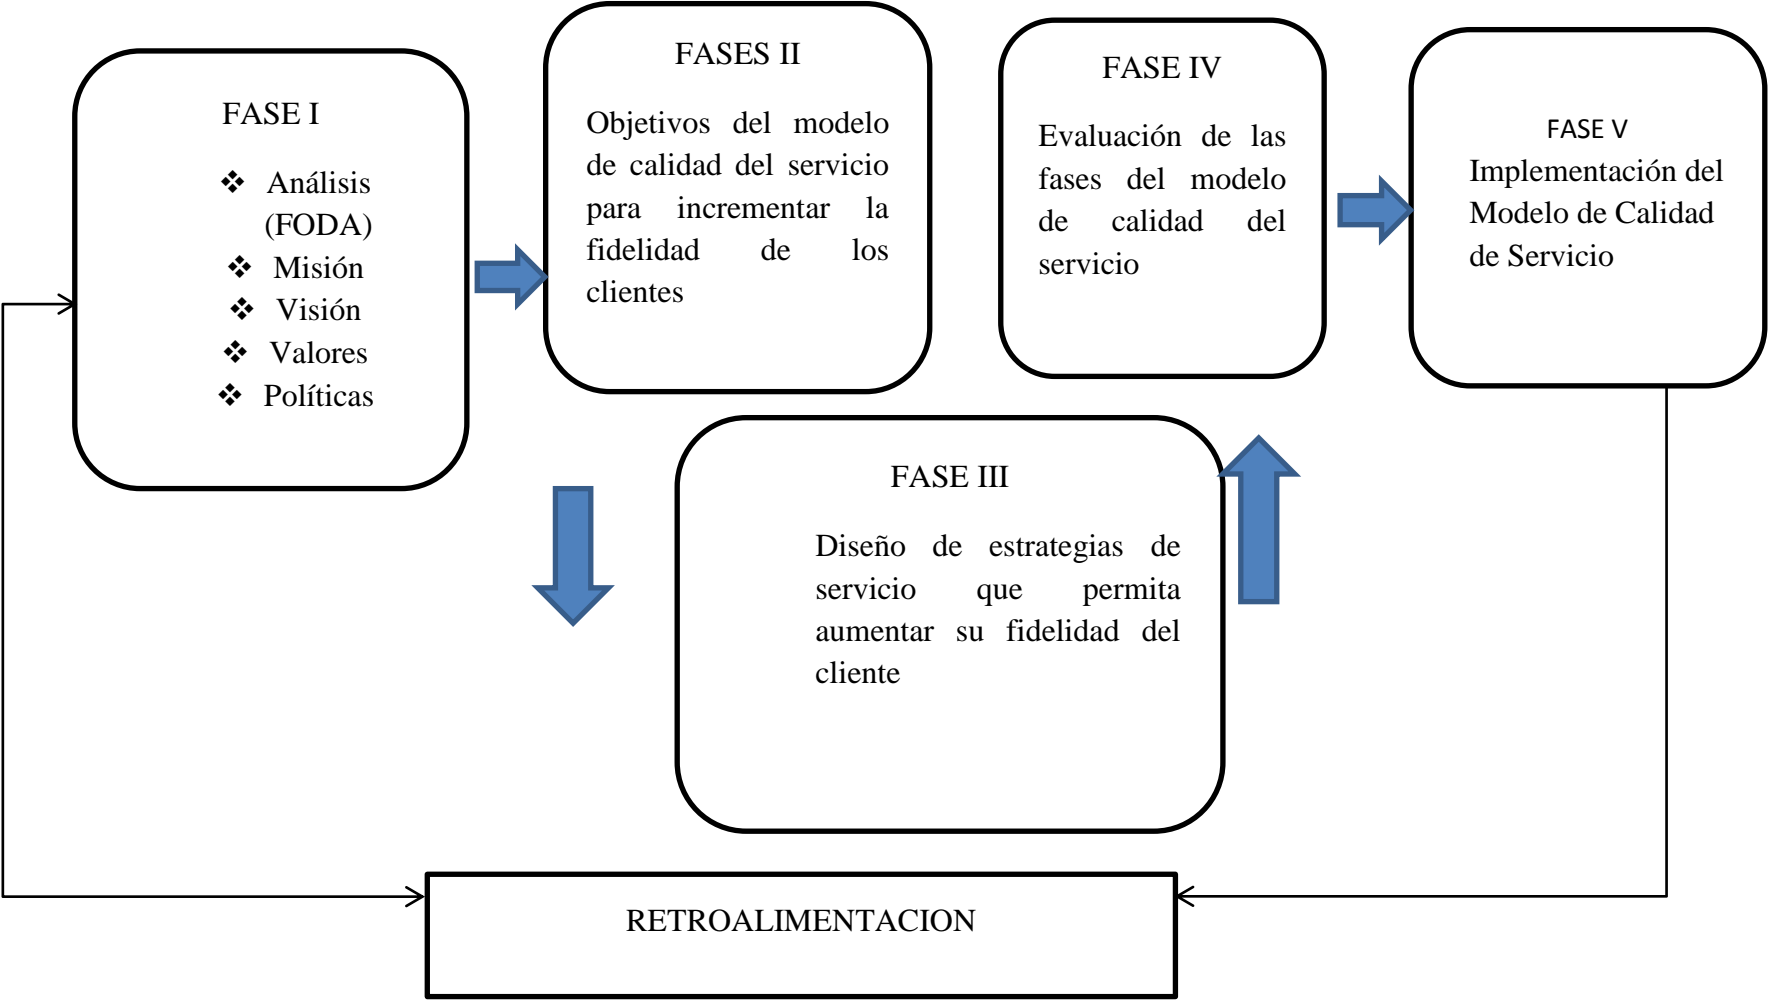 FASE I
❖ Análisis
(FODA)
❖ Misión
❖ Visión
❖ Valores
❖ Políticas
FASES II
Objetivos del modelo
de calidad del servicio
para incrementar la
fidelidad de los
clientes
FASE III
Diseño de estrategias de
servicio que permita
aumentar su fidelidad del
cliente
FASE IV
Evaluación de las
fases del modelo
de calidad del
servicio
FASE V
Implementación del
Modelo de Calidad
de Servicio
RETROALIMENTACION